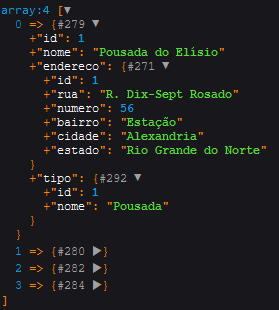 array:4 [▼
0 => {#279 ▼
+"id": 1
+"nome": "Pousada do Elísio"
+"endereco": {#271 ▼
+"id": 1
+"rua": "R. Dix-Sept Rosado"
+"numero": 56
+"bairro": "Estação"
+"cidade": "Alexandria"
+"estado": "Rio Grande do Norte"
}
+"tipo": {#292 ▼
+"id": 1
+"nome": "Pousada"
}
}
1 => {#280 ▶}
2 => {#282 ▶}
3 => {#284 ▶}
]